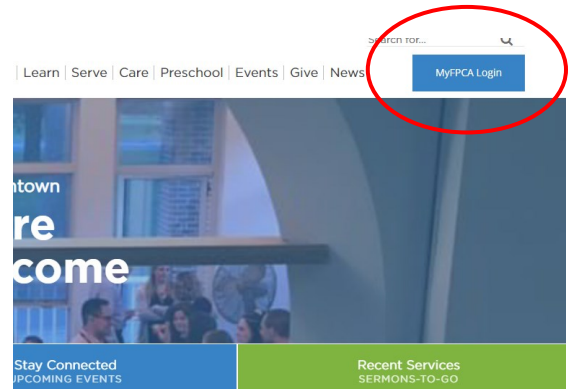 Search for...
Learn | Serve | Care | Preschool | Events | Give | News
MyFPCA Login
ntown
re
come
Stay Connected
UPCOMING EVENTS
Recent Services
SERMONS-TO-GO